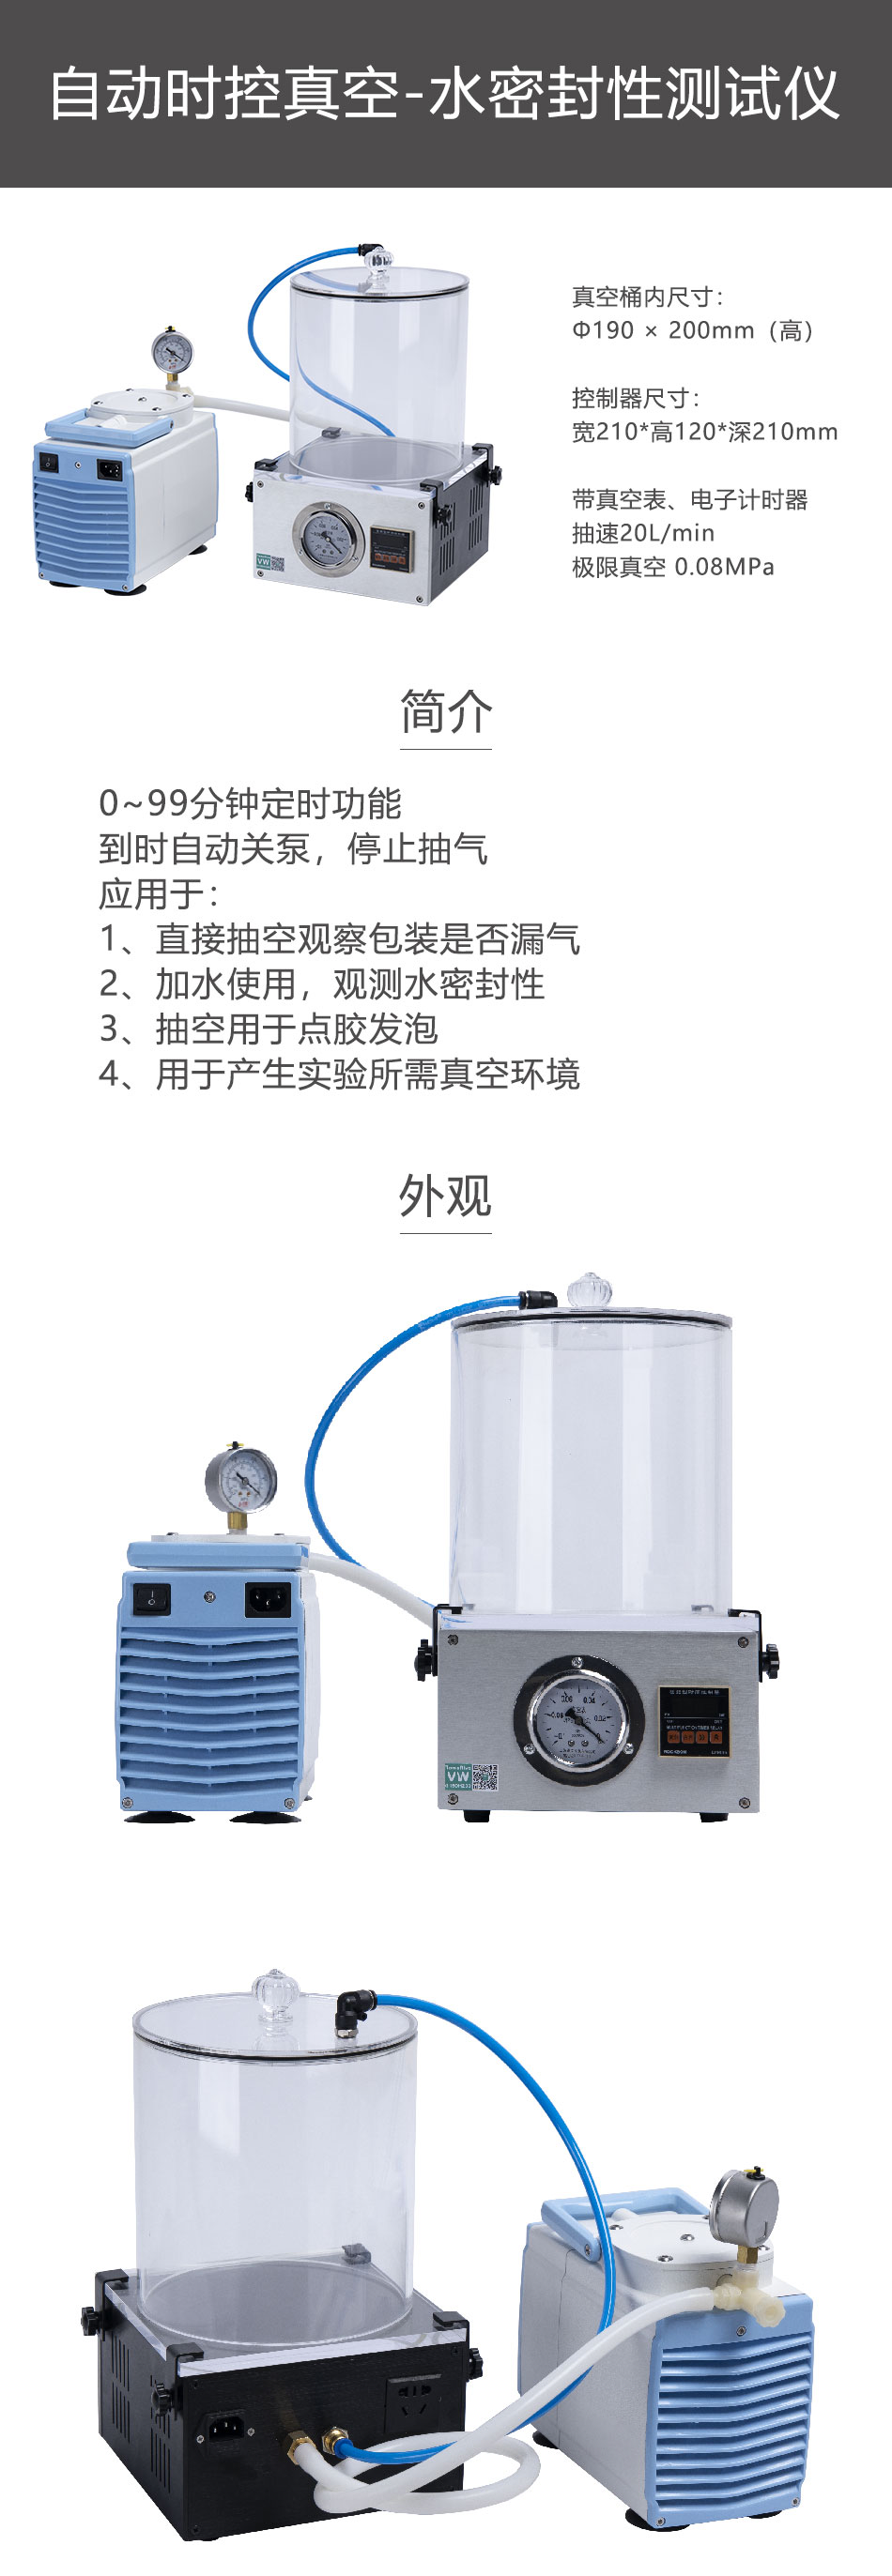 自动时控真空-水密封性测试仪
真空桶内尺寸：
Φ190 × 200mm（高）
控制器尺寸：
宽210*高120*深210mm
带真空表、电子计时器
抽速20L/min
极限真空 0.08MPa
简介
0~99分钟定时功能
到时自动关泵，停止抽气
应用于：
1、直接抽空观察包装是否漏气
2、加水使用，观测水密封性
3、抽空用于点胶发泡
4、用于产生实验所需真空环境
外观
VW